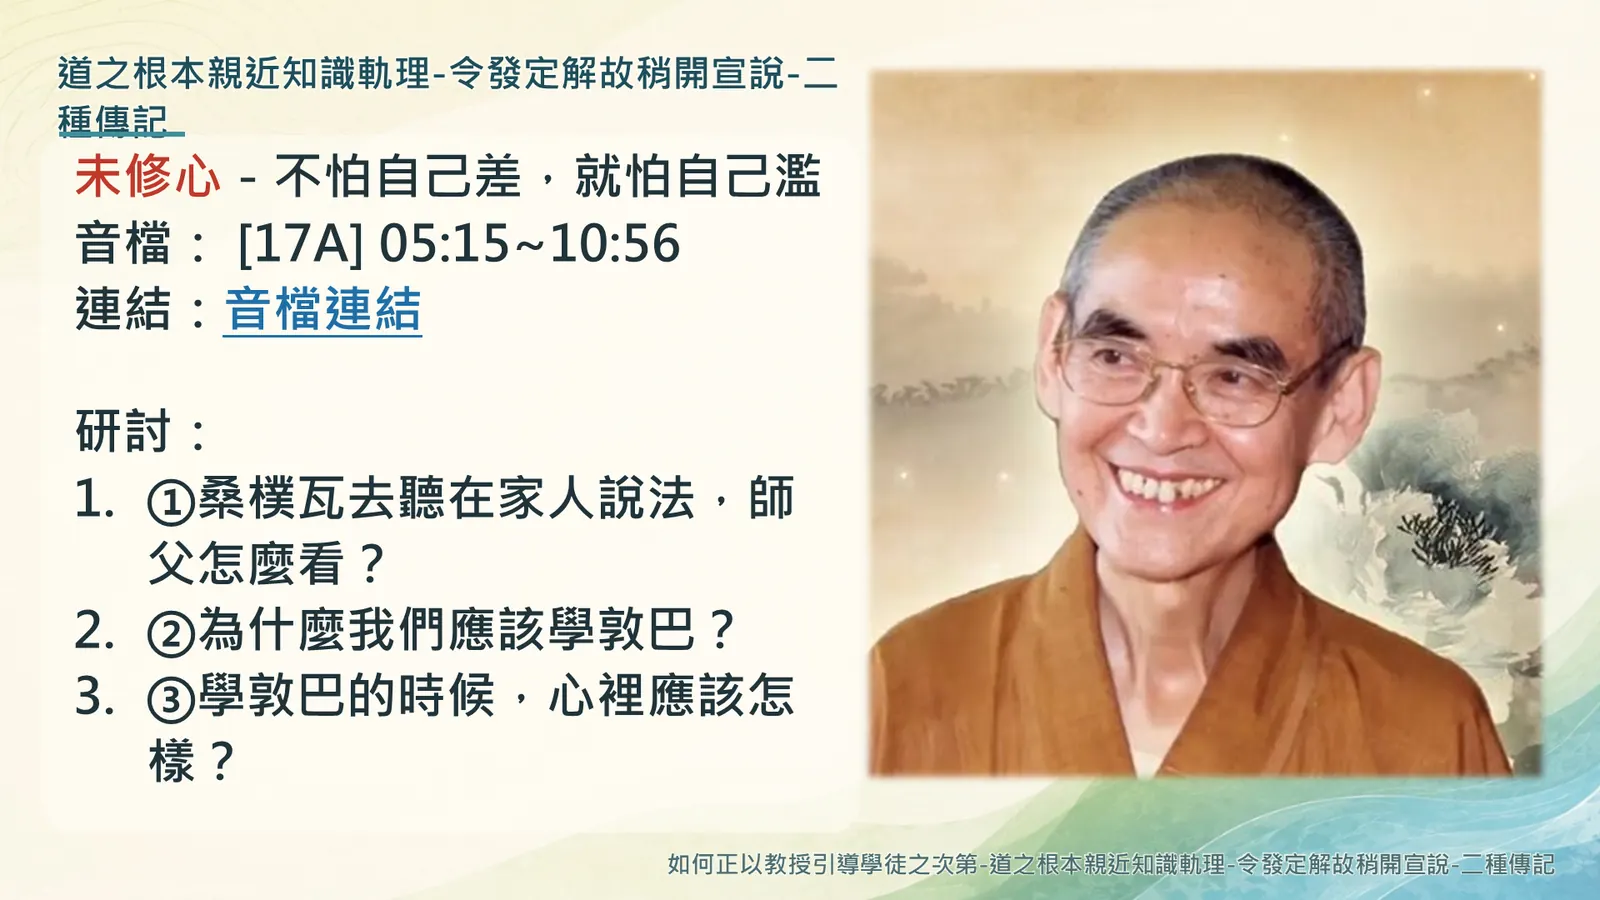 道之根本親近知識軌理-令發定解故稍開宣說-二
種傳記
未修心 - 不怕自己差，就怕自己濫
音檔： [17A] 05:15~10:56
連結：音檔連結
研討：
1. ①桑樸瓦去聽在家人說法，師
父怎麼看？
2. ②為什麼我們應該學敦巴？
3. ③學敦巴的時候，心裡應該怎
樣？
如何正以教授引導學徒之次第-道之根本親近知識軌理-令發定解故稍開宣說-二種傳記